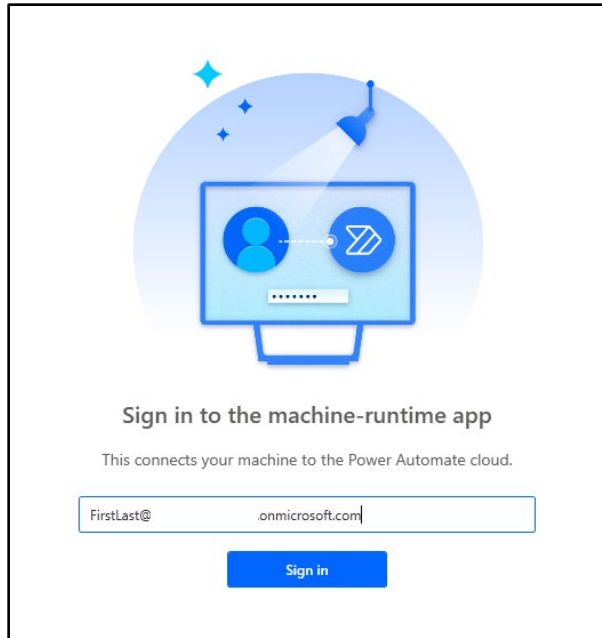 Sign in to the machine-runtime app
This connects your machine to the Power Automate cloud.
FirstLast@ .onmicrosoft.com
Sign in